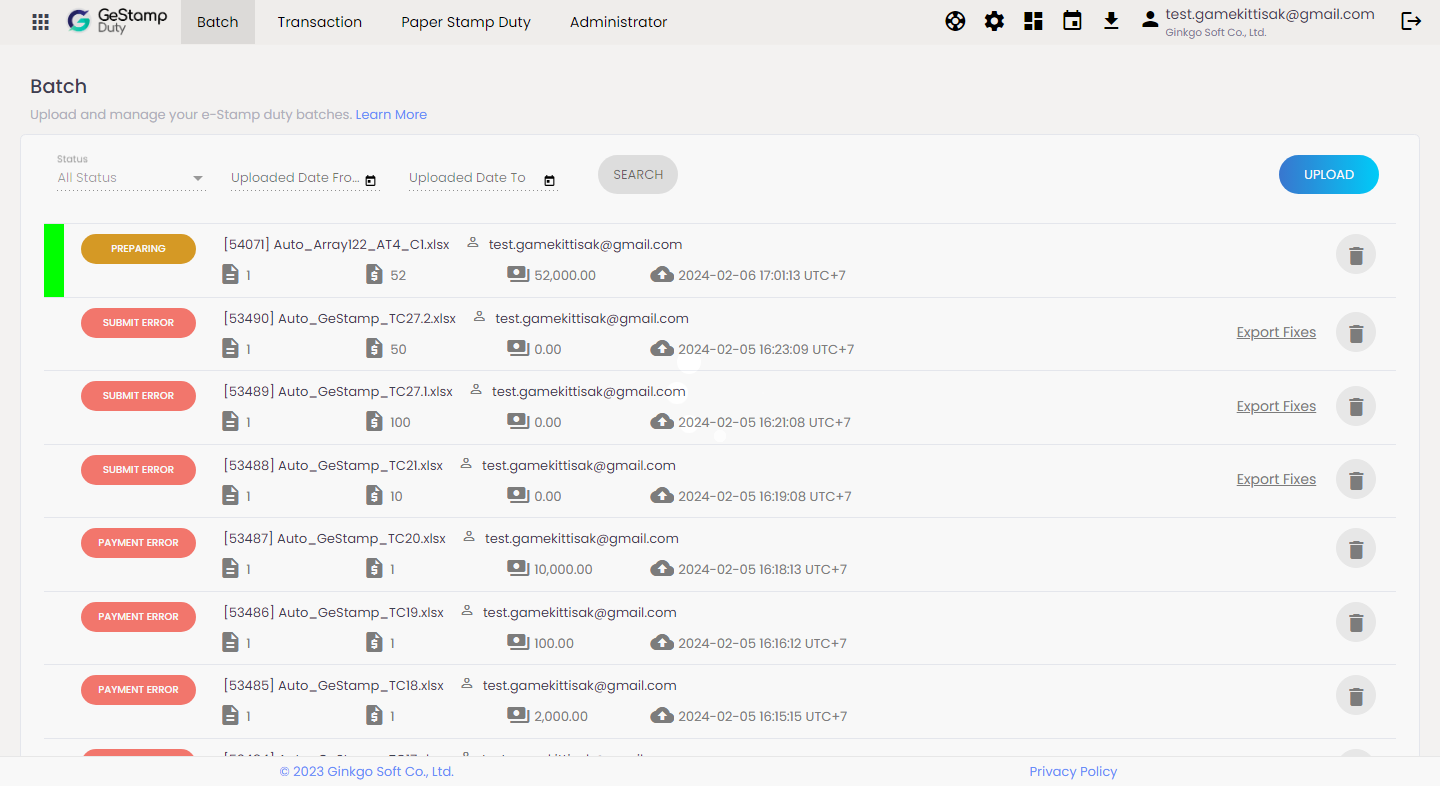 GeStamp
Duty
Batch
Transaction
Paper Stamp Duty
Administrator
test.gamekittisak@gmail.com
Ginkgo Soft Co., Ltd.
Batch
Upload and manage your e-Stamp duty batches. Learn More
Status
All Status
Uploaded Date Fro...
Uploaded Date To
SEARCH
UPLOAD
PREPARING
[54071] Auto_Array122_AT4_C1.xlsx test.gamekittisak@gmail.com
1 52 52,000.00 2024-02-06 17:01:13 UTC+7
SUBMIT ERROR
[53490] Auto_GeStamp_TC27.2.xlsx test.gamekittisak@gmail.com
1 50 0.00 2024-02-05 16:23:09 UTC+7
Export Fixes
SUBMIT ERROR
[53489] Auto_GeStamp_TC27.1.xlsx test.gamekittisak@gmail.com
1 100 0.00 2024-02-05 16:21:08 UTC+7
Export Fixes
SUBMIT ERROR
[53488] Auto_GeStamp_TC21.xlsx test.gamekittisak@gmail.com
1 10 0.00 2024-02-05 16:19:08 UTC+7
Export Fixes
PAYMENT ERROR
[53487] Auto_GeStamp_TC20.xlsx test.gamekittisak@gmail.com
1 1 10,000.00 2024-02-05 16:18:13 UTC+7
PAYMENT ERROR
[53486] Auto_GeStamp_TC19.xlsx test.gamekittisak@gmail.com
1 1 100.00 2024-02-05 16:16:12 UTC+7
PAYMENT ERROR
[53485] Auto_GeStamp_TC18.xlsx test.gamekittisak@gmail.com
1 1 2,000.00 2024-02-05 16:15:15 UTC+7
© 2023 Ginkgo Soft Co., Ltd.
Privacy Policy